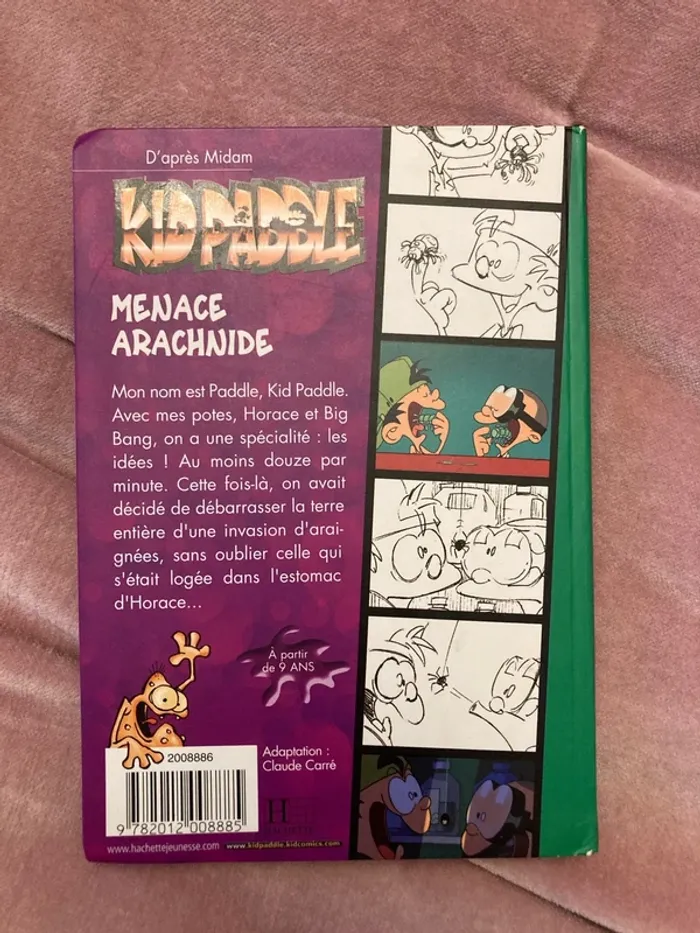 D'après Midam
KID PADDLE
MENACE
ARACHNIDE
Mon nom est Paddle, Kid Paddle.
Avec mes potes, Horace et Big
Bang, on a une spécialité : les
idées ! Au moins douze par
minute. Cette fois-là, on avait
décidé de débarrasser la terre
entière d'une invasion d'arai-
gnées, sans oublier celle qui
s'était logée dans l'estomac
d'Horace...
À partir
de 9 ANS
2008886
Adaptation :
Claude Carré
9 782012 008885
www.hachettejeunesse.com
www.kidpaddle.kidcomics.com